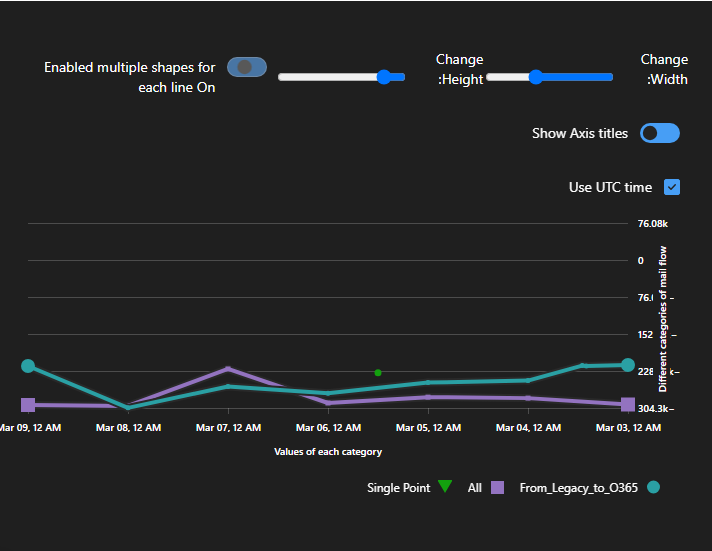 Enabled multiple shapes for
each line On
Change
:Height
Change
:Width
Show Axis titles
Use UTC time
76.08k
0
76.0 –
152 –
228 k–
304.3k–
Different categories of mail flow
Mar 09, 12 AM Mar 08, 12 AM Mar 07, 12 AM Mar 06, 12 AM Mar 05, 12 AM Mar 04, 12 AM Mar 03, 12 AM
Values of each category
Single Point All From_Legacy_to_O365